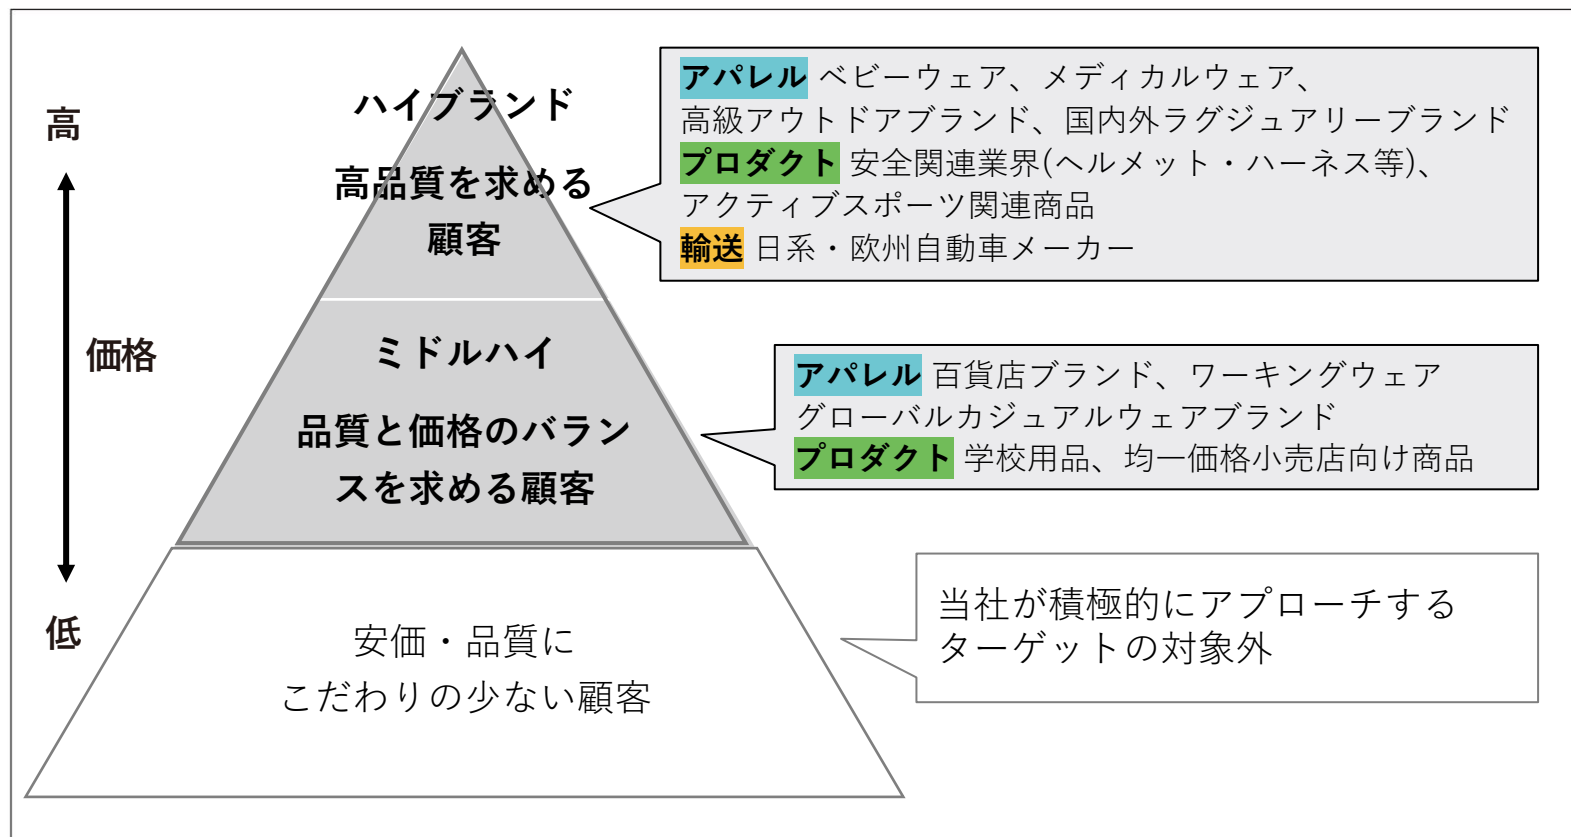 高
価格
低
ハイブランド
高品質を求める
顧客
ミドルハイ
品質と価格のバラン
スを求める顧客
安価・品質に
こだわりの少ない顧客
アパレル ベビーウェア、メディカルウェア、
高級アウトドアブランド、国内外ラグジュアリーブランド
プロダクト 安全関連業界(ヘルメット・ハーネス等)、
アクティブスポーツ関連商品
輸送 日系・欧州自動車メーカー
アパレル 百貨店ブランド、ワーキングウェア
グローバルカジュアルウェアブランド
プロダクト 学校用品、均一価格小売店向け商品
当社が積極的にアプローチする
ターゲットの対象外